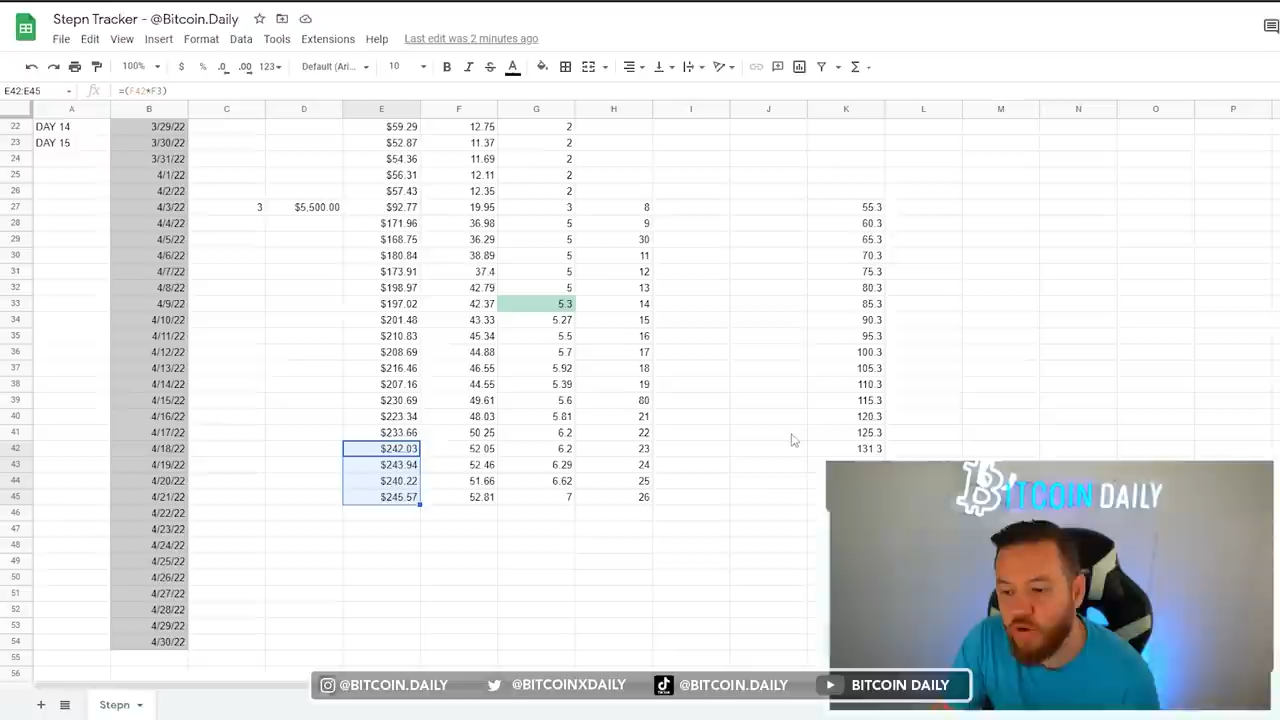 Stepn Tracker - @Bitcoin.Daily
File Edit View Insert Format Data Tools Extensions Help Last edit was 2 minutes ago
100% $ % .0 .00 123 Default (Ari... 10 B I S A
E42:E45 fx =(F42*F3)
A B C D E F G H I J K L M N O P
22 DAY 14 3/29/22 $59.29 12.75 2
23 DAY 15 3/30/22 $52.87 11.37 2
24 3/31/22 $54.36 11.69 2
25 4/1/22 $56.31 12.11 2
26 4/2/22 $57.43 12.35 2
27 4/3/22 3 $5,500.00 $92.77 19.95 3 8 55.3
28 4/4/22 $171.96 36.98 5 9 60.3
29 4/5/22 $168.75 36.29 5 30 65.3
30 4/6/22 $180.84 38.89 5 11 70.3
31 4/7/22 $173.91 37.4 5 12 75.3
32 4/8/22 $198.97 42.79 5 13 80.3
33 4/9/22 $197.02 42.37 5.3 14 85.3
34 4/10/22 $201.48 43.33 5.27 15 90.3
35 4/11/22 $210.83 45.34 5.5 16 95.3
36 4/12/22 $208.69 44.88 5.7 17 100.3
37 4/13/22 $216.46 46.55 5.92 18 105.3
38 4/14/22 $207.16 44.55 5.39 19 110.3
39 4/15/22 $230.69 49.61 5.6 80 115.3
40 4/16/22 $223.34 48.03 5.81 21 120.3
41 4/17/22 $233.66 50.25 6.2 22 125.3
42 4/18/22 $242.03 52.05 6.2 23 131.3
43 4/19/22 $243.94 52.46 6.29 24
44 4/20/22 $240.22 51.66 6.62 25
45 4/21/22 $245.57 52.81 7 26
46 4/22/22
47 4/23/22
48 4/24/22
49 4/25/22
50 4/26/22
51 4/27/22
52 4/28/22
53 4/29/22
54 4/30/22
55
56
BITCOIN DAILY
@BITCOIN.DAILY @BITCOINXDAILY @BITCOIN.DAILY BITCOIN DAILY
Stepn